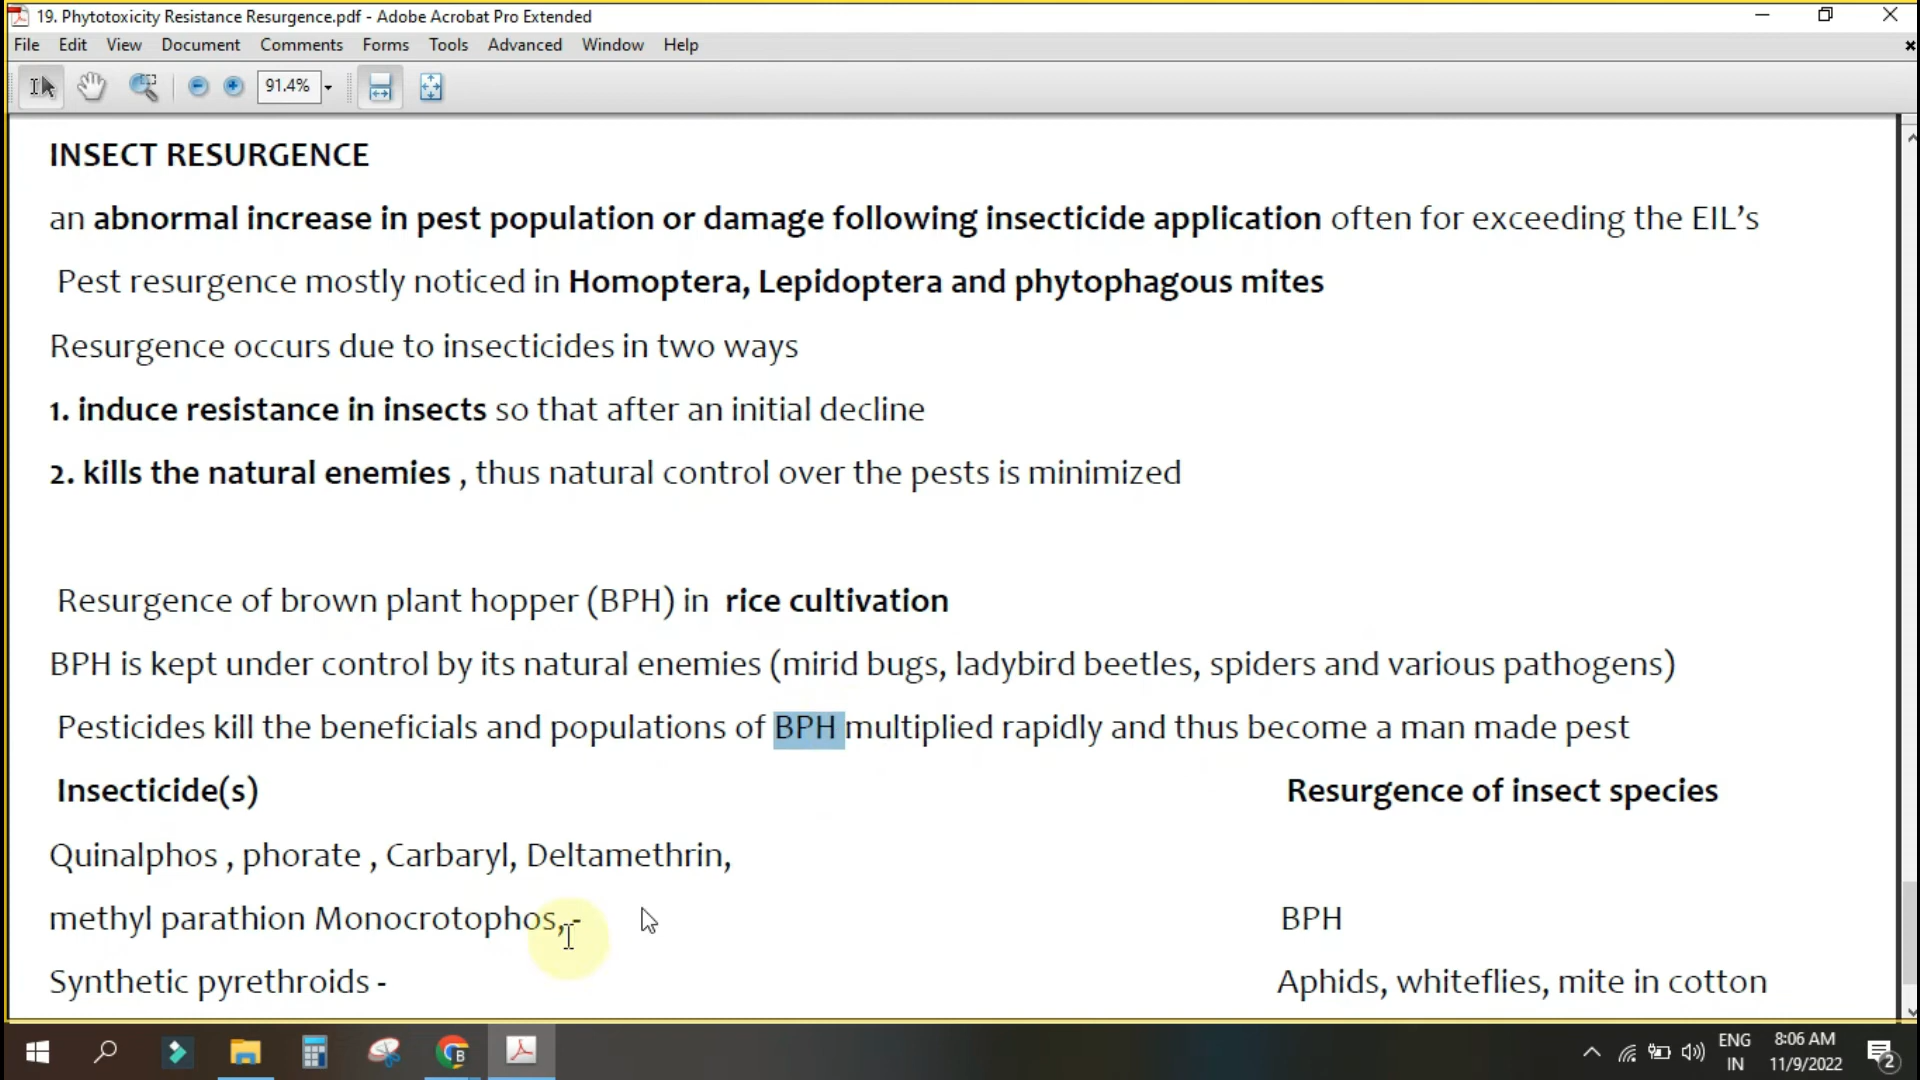 19. Phytotoxicity Resistance Resurgence.pdf - Adobe Acrobat Pro Extended
File Edit View Document Comments Forms Tools Advanced Window Help
91.4%
INSECT RESURGENCE
an abnormal increase in pest population or damage following insecticide application often for exceeding the EIL’s
Pest resurgence mostly noticed in Homoptera, Lepidoptera and phytophagous mites
Resurgence occurs due to insecticides in two ways
1. induce resistance in insects so that after an initial decline
2. kills the natural enemies , thus natural control over the pests is minimized
Resurgence of brown plant hopper (BPH) in rice cultivation
BPH is kept under control by its natural enemies (mirid bugs, ladybird beetles, spiders and various pathogens)
Pesticides kill the beneficials and populations of BPH multiplied rapidly and thus become a man made pest
Insecticide(s) Resurgence of insect species
Quinalphos , phorate , Carbaryl, Deltamethrin,
methyl parathion Monocrotophos, - BPH
Synthetic pyrethroids - Aphids, whiteflies, mite in cotton
B
ENG 8:06 AM
IN 11/9/2022 2